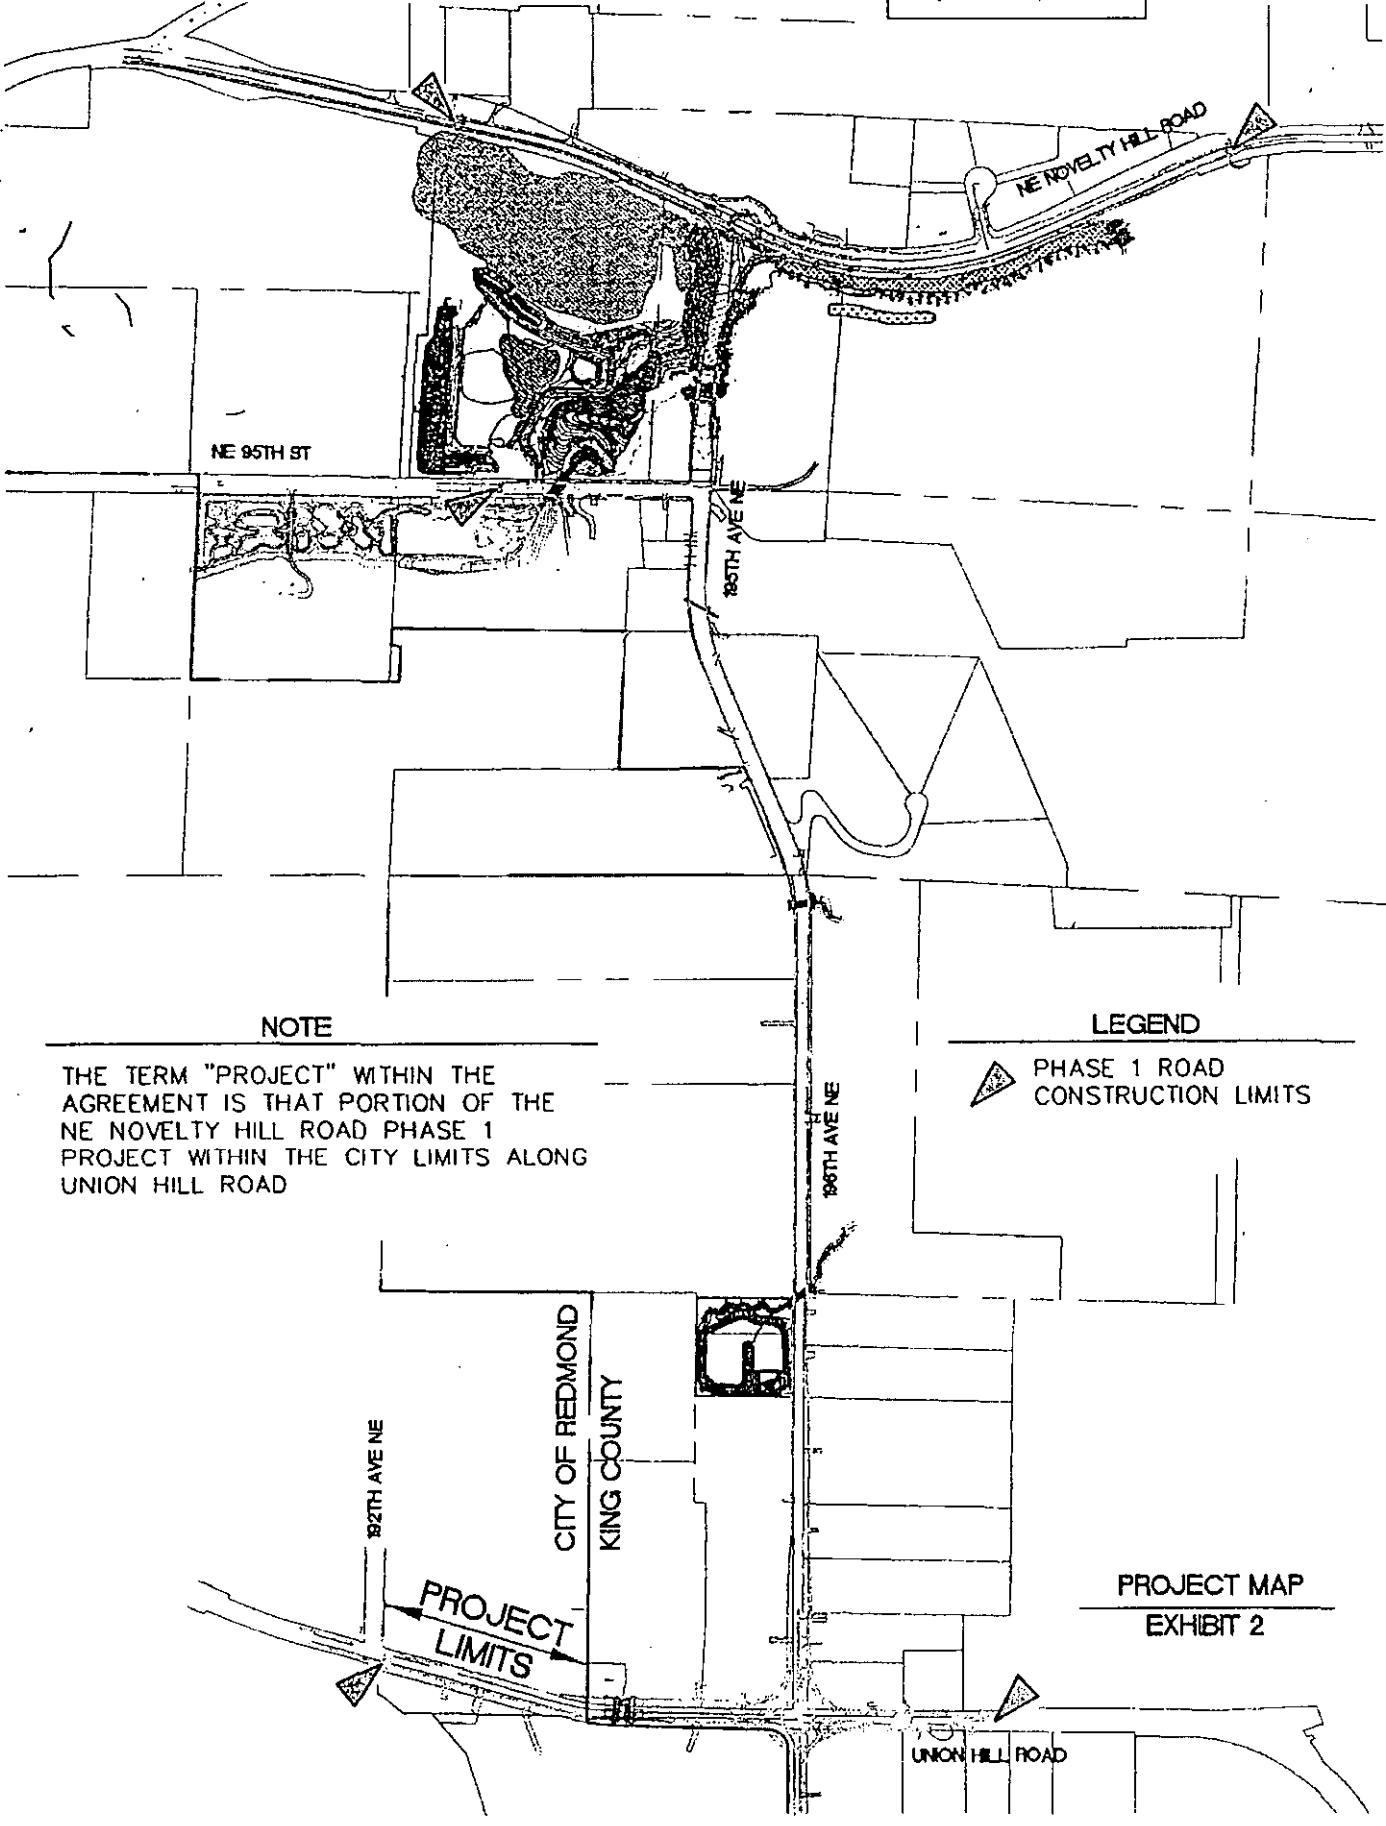 NE NOVELTY HILL ROAD
NE 95TH ST
195TH AVE NE
NOTE
THE TERM "PROJECT" WITHIN THE
AGREEMENT IS THAT PORTION OF THE
NE NOVELTY HILL ROAD PHASE 1
PROJECT WITHIN THE CITY LIMITS ALONG
UNION HILL ROAD
LEGEND
PHASE 1 ROAD
CONSTRUCTION LIMITS
196TH AVE NE
CITY OF REDMOND
KING COUNTY
192TH AVE NE
PROJECT
LIMITS
PROJECT MAP
EXHIBIT 2
UNION HILL ROAD